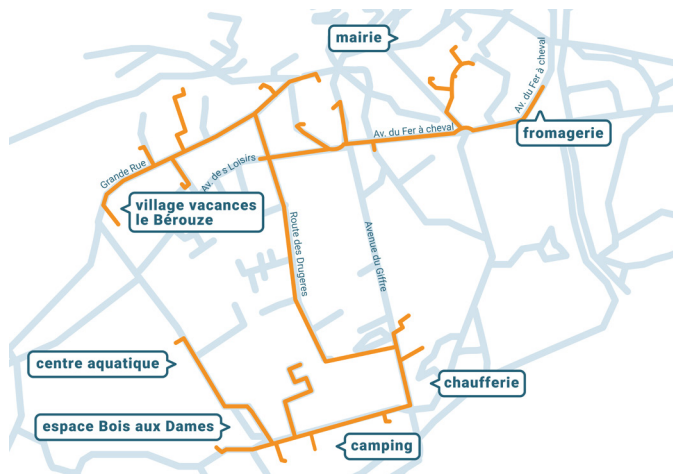 mairie
Av. du Fer à cheval
Av. du Fer à cheval
fromagerie
Grande Rue
Av. des Loisirs
village vacances
le Bérouze
Route des Drugeres
Avenue du Giffre
centre aquatique
chaufferie
espace Bois aux Dames
camping